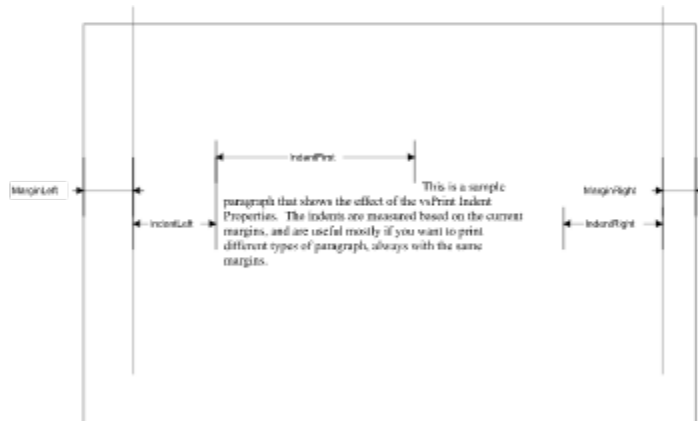 IndentFirst
MarginLeft
This is a sample
MarginRight
paragraph that shows the effect of the vsPrint Indent
IndentLeft
Properties. The indents are measured based on the current
IndentRight
margins, and are useful mostly if you want to print
different types of paragraph, always with the same
margins.